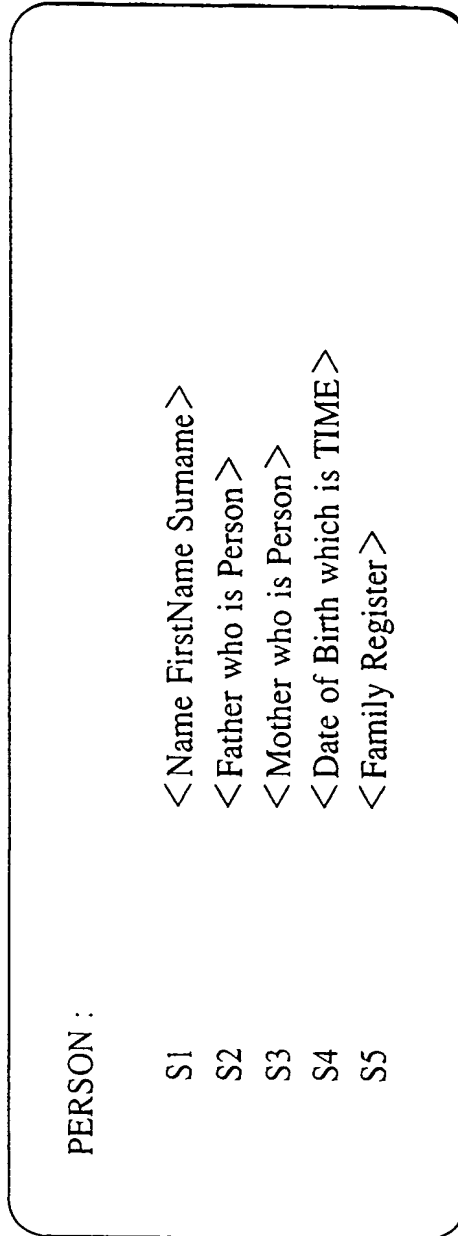 PERSON :
S1 <Name FirstName Surname>
S2 <Father who is Person>
S3 <Mother who is Person>
S4 <Date of Birth which is TIME>
S5 <Family Register>